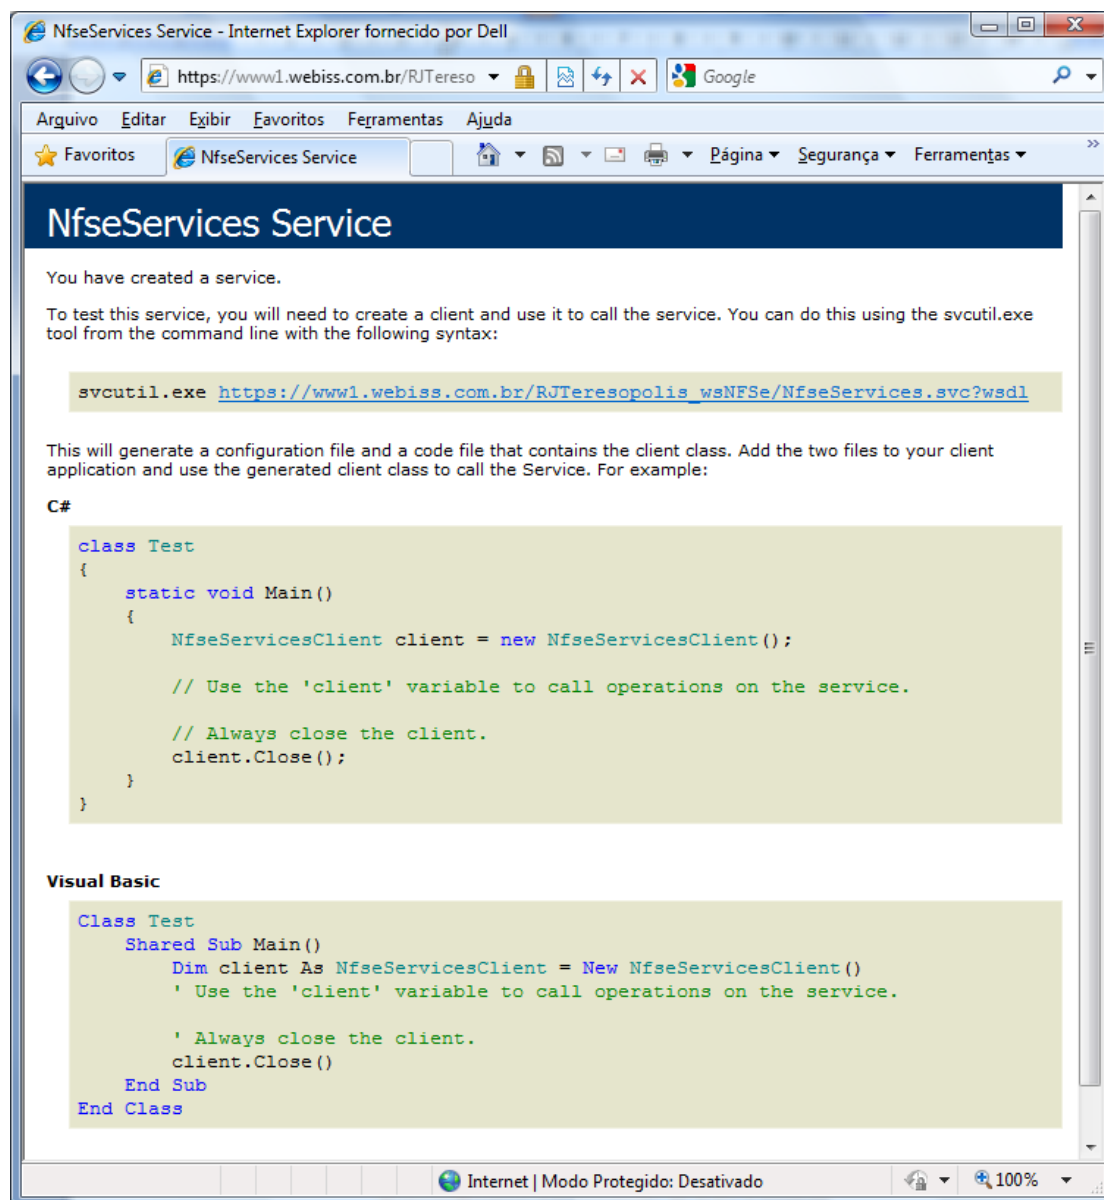 NfseServices Service - Internet Explorer fornecido por Dell
https://www1.webiss.com.br/RJTereso
Google
Arquivo Editar Exibir Favoritos Ferramentas Ajuda
Favoritos NfseServices Service Página Segurança Ferramentas »
NfseServices Service
You have created a service.
To test this service, you will need to create a client and use it to call the service. You can do this using the svcutil.exe
tool from the command line with the following syntax:
svcutil.exe https://www1.webiss.com.br/RJTeresopolis_wsNFSe/NfseServices.svc?wsdl
This will generate a configuration file and a code file that contains the client class. Add the two files to your client
application and use the generated client class to call the Service. For example:
C#
class Test
{
    static void Main()
    {
        NfseServicesClient client = new NfseServicesClient();
        // Use the 'client' variable to call operations on the service.
        // Always close the client.
        client.Close();
    }
}
Visual Basic
Class Test
    Shared Sub Main()
        Dim client As NfseServicesClient = New NfseServicesClient()
        ' Use the 'client' variable to call operations on the service.
        ' Always close the client.
        client.Close()
    End Sub
End Class
Internet | Modo Protegido: Desativado 100%